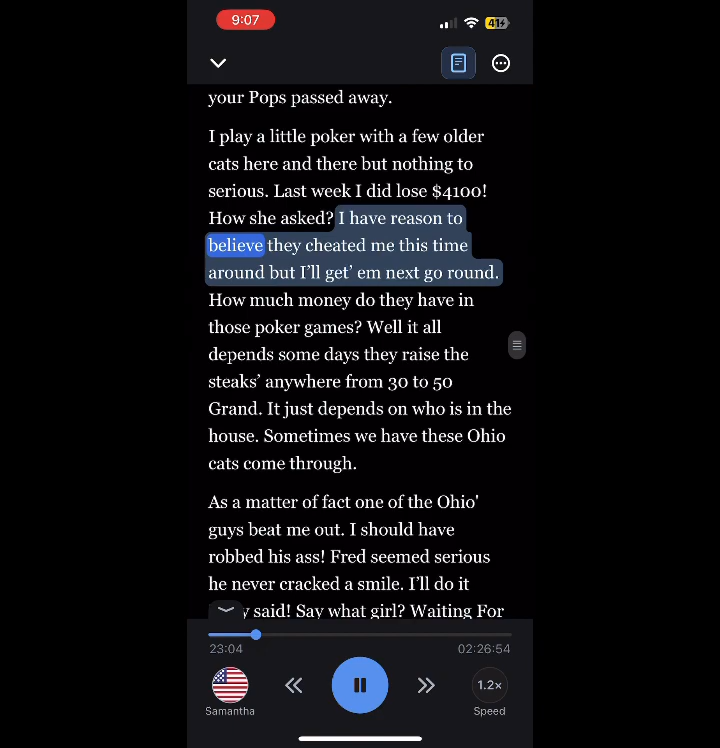 9:07
41
your Pops passed away.
I play a little poker with a few older
cats here and there but nothing to
serious. Last week I did lose $4100!
How she asked? I have reason to
believe they cheated me this time
around but I'll get' em next go round.
How much money do they have in
those poker games? Well it all
depends some days they raise the
steaks' anywhere from 30 to 50
Grand. It just depends on who is in the
house. Sometimes we have these Ohio
cats come through.
As a matter of fact one of the Ohio'
guys beat me out. I should have
robbed his ass! Fred seemed serious
he never cracked a smile. I'll do it
said! Say what girl? Waiting For
23:04
02:26:54
1.2×
Samantha
Speed